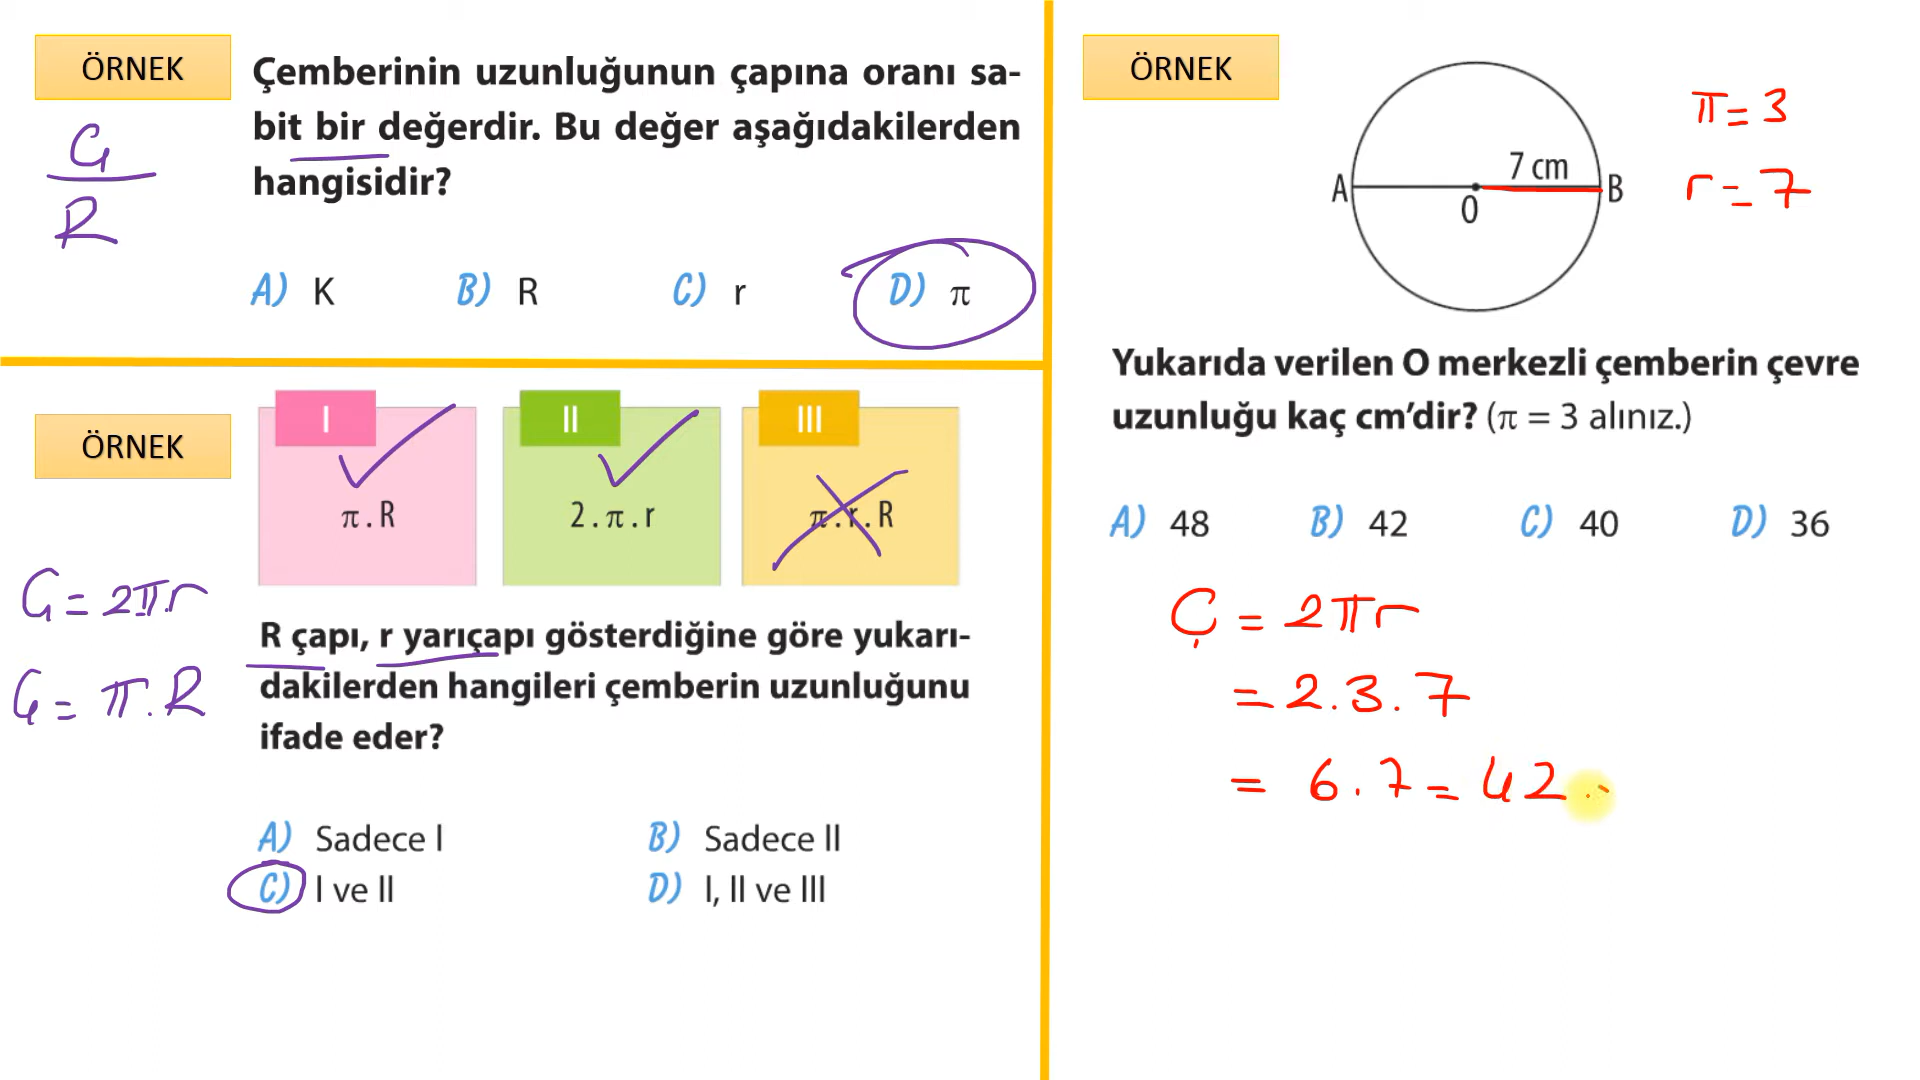 ÖRNEK
Çemberinin uzunluğunun çapına oranı sa-
bit bir değerdir. Bu değer aşağıdakilerden
hangisidir?
Ç
R
A) K B) R C) r D) π
ÖRNEK
I II III
π . R 2 . π . r π . r . R
Ç = 2π.r
Ç = π.R
R çapı, r yarıçapı gösterdiğine göre yukarı-
dakilerden hangileri çemberin uzunluğunu
ifade eder?
A) Sadece I B) Sadece II
C) I ve II D) I, II ve III
ÖRNEK
π = 3
r = 7
7 cm
A B
O
Yukarıda verilen O merkezli çemberin çevre
uzunluğu kaç cm’dir? (π = 3 alınız.)
A) 48 B) 42 C) 40 D) 36
Ç = 2πr
= 2.3.7
= 6.7 = 42